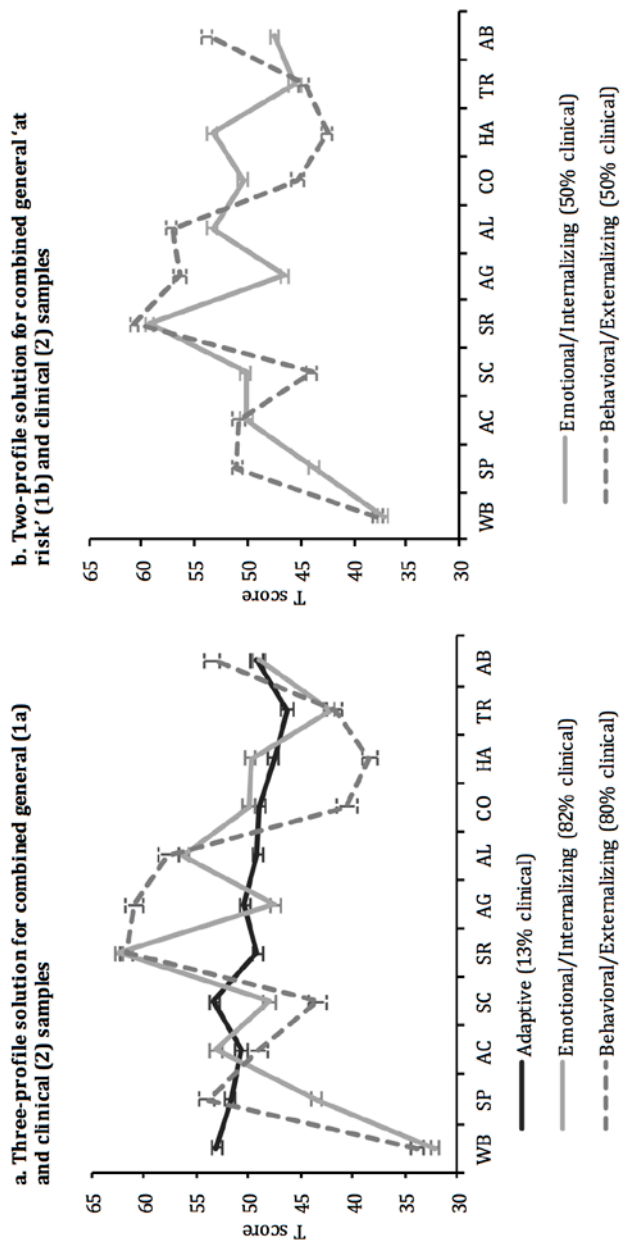 a. Three-profile solution for combined general (1a)
and clinical (2) samples
65
60
55
50
45
40
35
30
T score
WB SP AC SC SR AG AL CO HA TR AB
Adaptive (13% clinical)
Emotional/Internalizing (82% clinical)
Behavioral/Externalizing (80% clinical)
b. Two-profile solution for combined general 'at
risk' (1b) and clinical (2) samples
65
60
55
50
45
40
35
30
T score
WB SP AC SC SR AG AL CO HA TR AB
Emotional/Internalizing (50% clinical)
Behavioral/Externalizing (50% clinical)